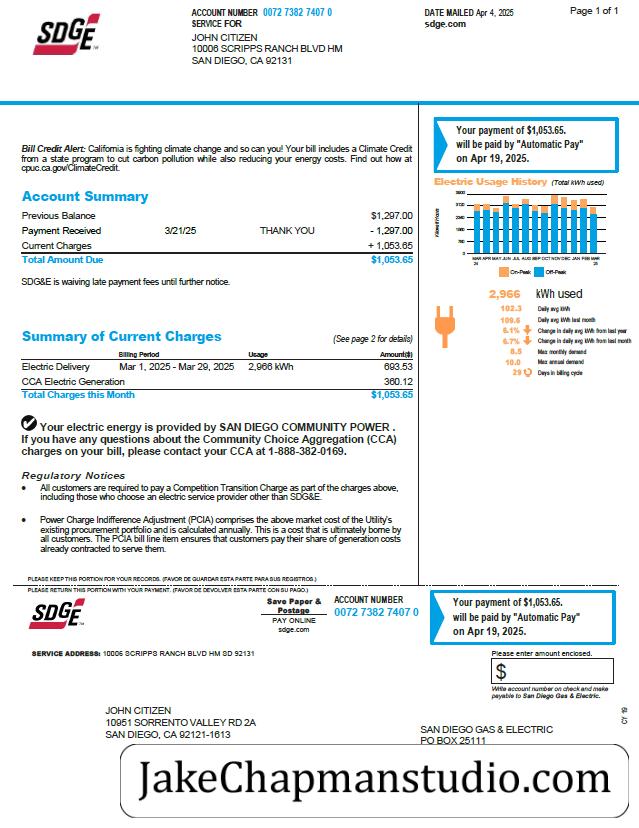 SDGE
ACCOUNT NUMBER 0072 7382 7407 0
SERVICE FOR
JOHN CITIZEN
10006 SCRIPPS RANCH BLVD HM
SAN DIEGO, CA 92131
DATE MAILED Apr 4, 2025
sdge.com
Page 1 of 1
Bill Credit Alert: California is fighting climate change and so can you! Your bill includes a Climate Credit
from a state program to cut carbon pollution while also reducing your energy costs. Find out how at
cpuc.ca.gov/ClimateCredit.
Account Summary
Previous Balance $1,297.00
Payment Received 3/21/25 THANK YOU - 1,297.00
Current Charges + 1,053.65
Total Amount Due $1,053.65
SDG&E is waiving late payment fees until further notice.
Summary of Current Charges (See page 2 for details)
Billing Period Usage Amount($)
Electric Delivery Mar 1, 2025 - Mar 29, 2025 2,966 kWh 693.53
CCA Electric Generation 360.12
Total Charges this Month $1,053.65
Your electric energy is provided by SAN DIEGO COMMUNITY POWER .
If you have any questions about the Community Choice Aggregation (CCA)
charges on your bill, please contact your CCA at 1-888-382-0169.
Regulatory Notices
• All customers are required to pay a Competition Transition Charge as part of the charges above,
including those who choose an electric service provider other than SDG&E.
• Power Charge Indifference Adjustment (PCIA) comprises the above market cost of the Utility's
existing procurement portfolio and is calculated annually. This is a cost that is ultimately borne by
all customers. The PCIA bill line item ensures that customers pay their share of generation costs
already contracted to serve them.
Your payment of $1,053.65.
will be paid by "Automatic Pay"
on Apr 19, 2025.
Electric Usage History (Total kWh used)
MAR APR MAY JUN JUL AUG SEP OCT NOV DEC JAN FEB MAR
24 25
On-Peak Off-Peak
2,966 kWh used
102.3 Daily avg kWh
109.6 Daily avg kWh last month
6.1% Change in daily avg kWh from last year
6.7% Change in daily avg kWh from last month
8.5 Max monthly demand
10.0 Max annual demand
29 Days in billing cycle
PLEASE KEEP THIS PORTION FOR YOUR RECORDS. (FAVOR DE GUARDAR ESTA PARTE PARA SUS REGISTROS.)
PLEASE RETURN THIS PORTION WITH YOUR PAYMENT. (FAVOR DE DEVOLVER ESTA PARTE CON SU PAGO.)
SDGE
Save Paper &
Postage
PAY ONLINE
sdge.com
ACCOUNT NUMBER
0072 7382 7407 0
Your payment of $1,053.65.
will be paid by "Automatic Pay"
on Apr 19, 2025.
SERVICE ADDRESS: 10006 SCRIPPS RANCH BLVD HM SD 92131
Please enter amount enclosed.
$
Write account number on check and make
payable to San Diego Gas & Electric.
CY 19
JOHN CITIZEN
10951 SORRENTO VALLEY RD 2A
SAN DIEGO, CA 92121-1613
SAN DIEGO GAS & ELECTRIC
PO BOX 25111
JakeChapmanstudio.com